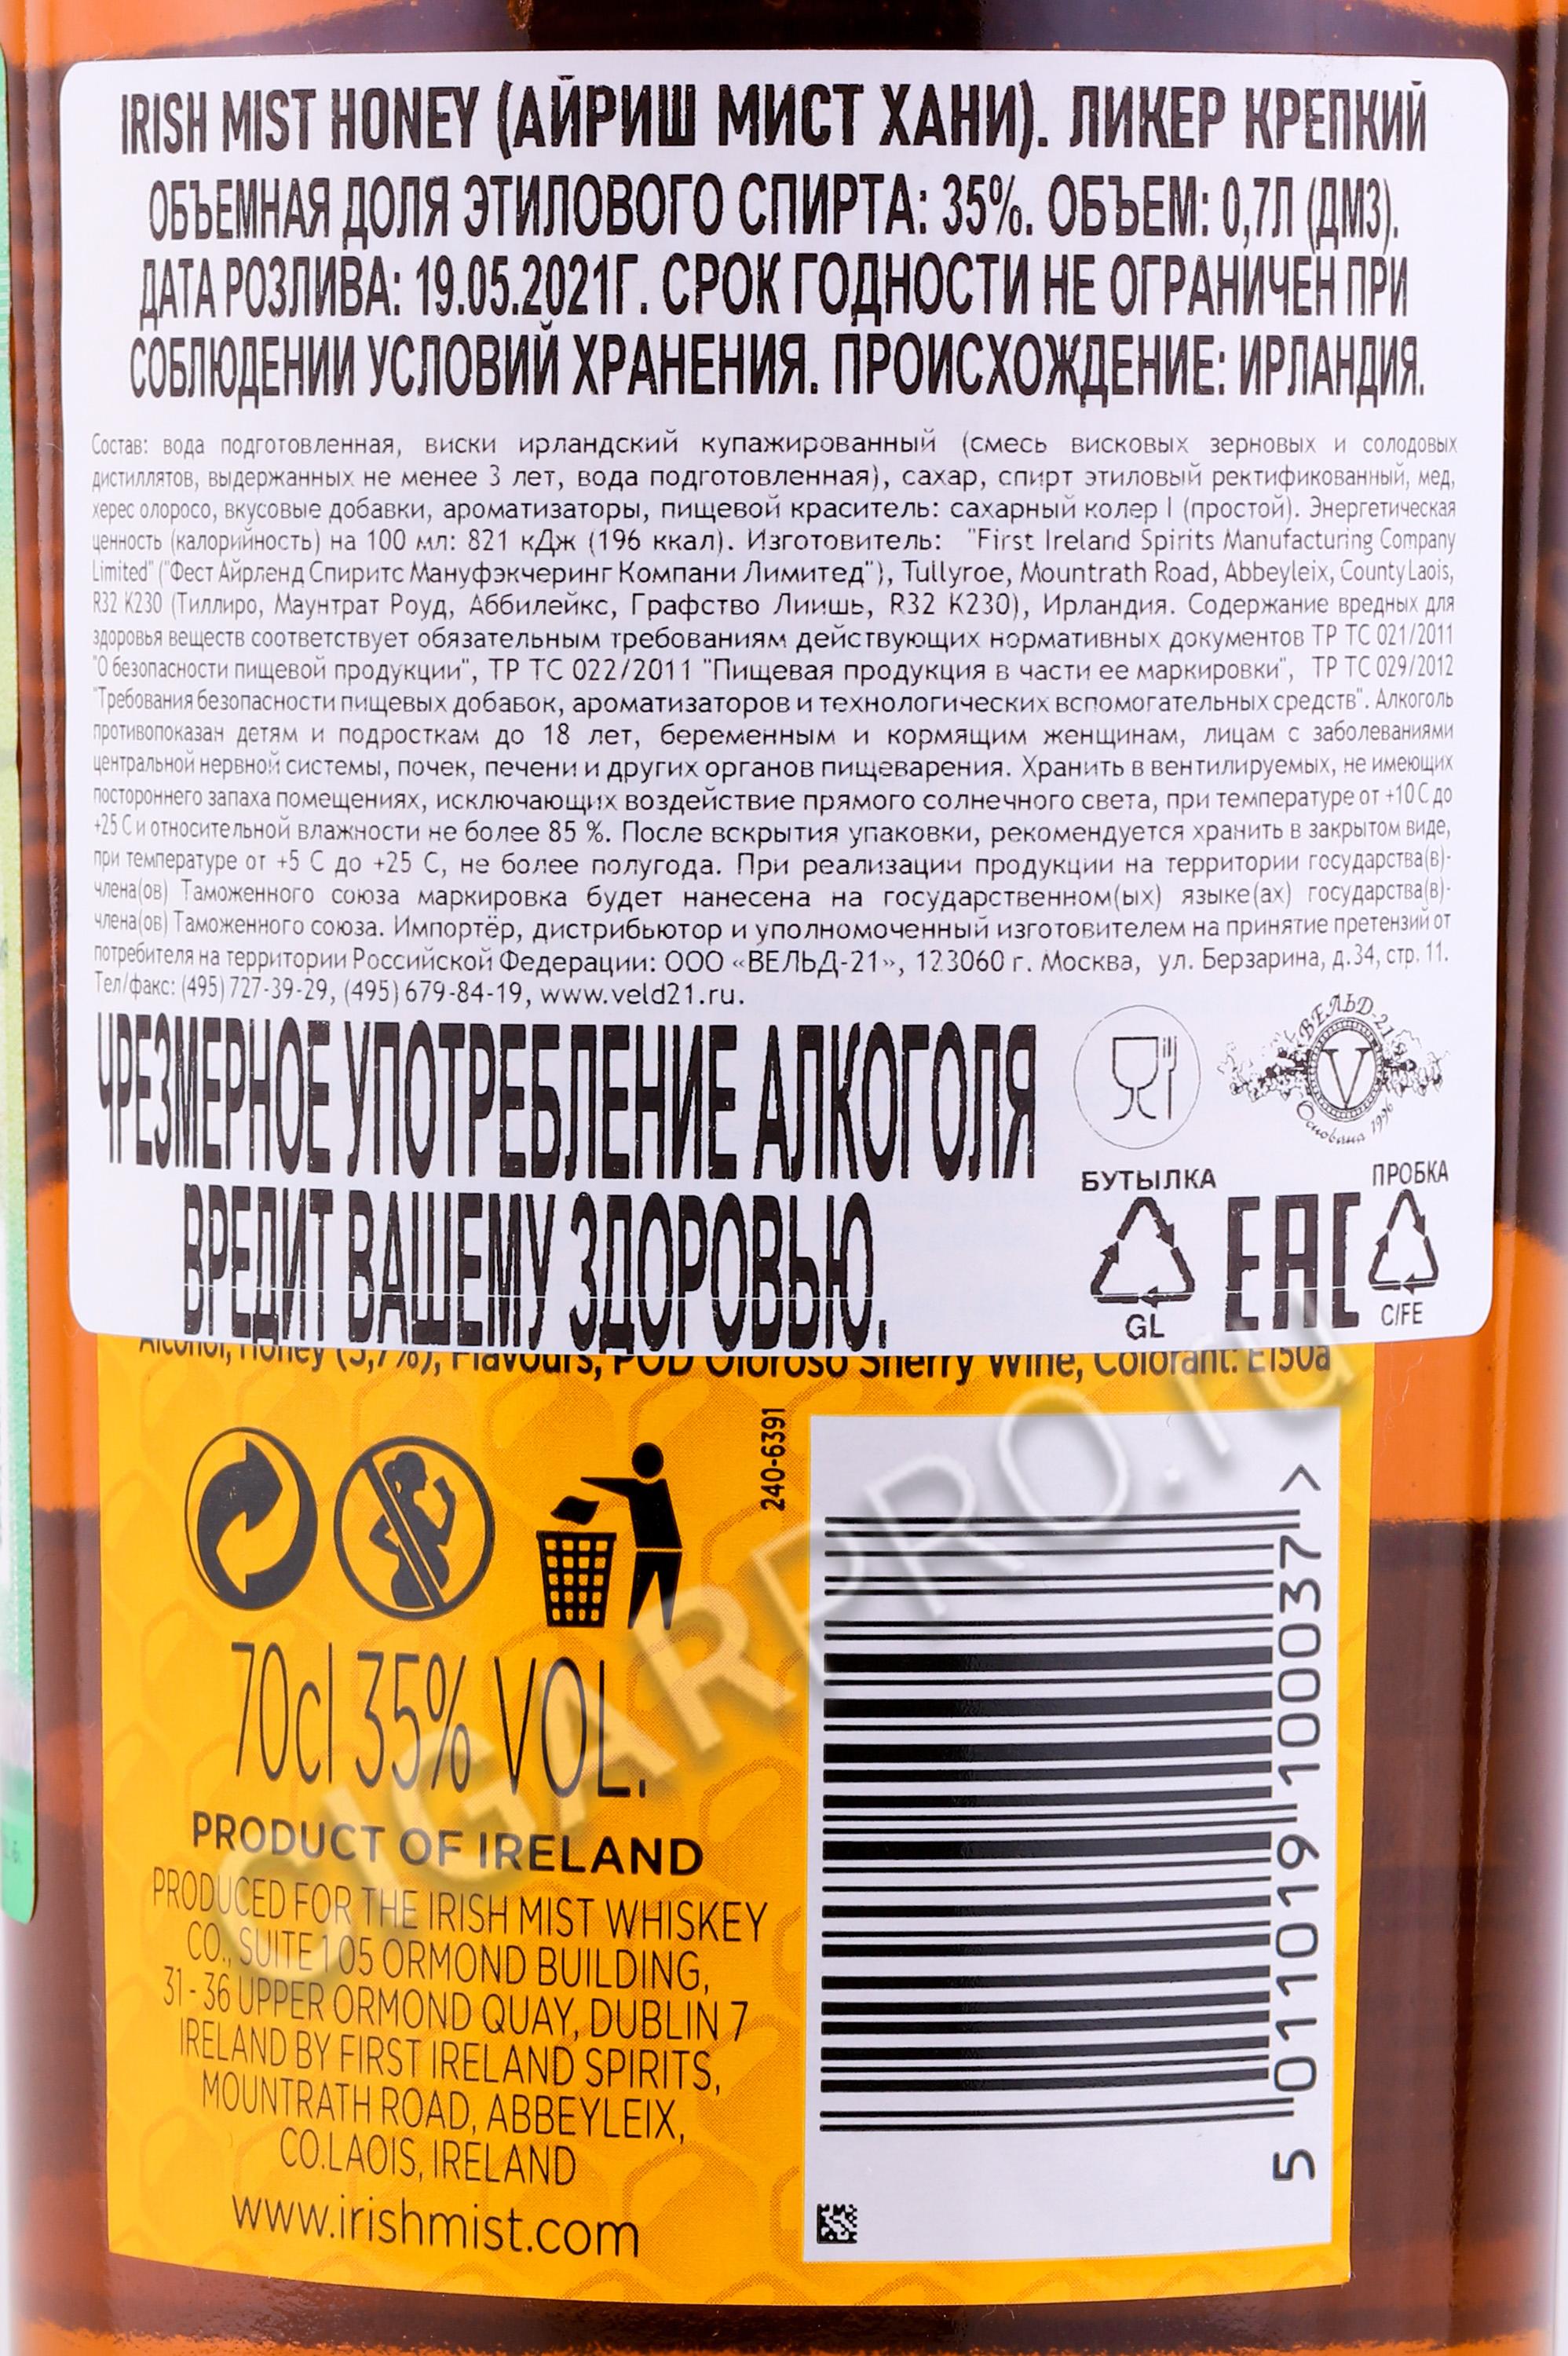 IRISH MIST HONEY (АЙРИШ МИСТ ХАНИ). ЛИКЕР КРЕПКИЙ
ОБЪЕМНАЯ ДОЛЯ ЭТИЛОВОГО СПИРТА: 35%. ОБЪЕМ: 0,7Л (ДМ3).
ДАТА РОЗЛИВА: 19.05.2021Г. СРОК ГОДНОСТИ НЕ ОГРАНИЧЕН ПРИ
СОБЛЮДЕНИИ УСЛОВИЙ ХРАНЕНИЯ. ПРОИСХОЖДЕНИЕ: ИРЛАНДИЯ.
Состав: вода подготовленная, виски ирландский купажированный (смесь висковых зерновых и солодовых
дистиллятов, выдержанных не менее 3 лет, вода подготовленная), сахар, спирт этиловый ректификованный, мед,
херес олоросо, вкусовые добавки, ароматизаторы, пищевой краситель: сахарный колер I (простой). Энергетическая
ценность (калорийность) на 100 мл: 821 кДж (196 ккал). Изготовитель: "First Ireland Spirits Manufacturing Company
Limited" ("Фест Айрленд Спиритс Мануфэкчеринг Компани Лимитед"), Tullyroe, Mountrath Road, Abbeyleix, County Laois,
R32 K230 (Тиллиро, Маунтрат Роуд, Аббилейкс, Графство Лиишь, R32 K230), Ирландия. Содержание вредных для
здоровья веществ соответствует обязательным требованиям действующих нормативных документов ТР ТС 021/2011
"О безопасности пищевой продукции", ТР ТС 022/2011 "Пищевая продукция в части ее маркировки", ТР ТС 029/2012
"Требования безопасности пищевых добавок, ароматизаторов и технологических вспомогательных средств". Алкоголь
противопоказан детям и подросткам до 18 лет, беременным и кормящим женщинам, лицам с заболеваниями
центральной нервной системы, почек, печени и других органов пищеварения. Хранить в вентилируемых, не имеющих
постороннего запаха помещениях, исключающих воздействие прямого солнечного света, при температуре от +10 С до
+25 С и относительной влажности не более 85 %. После вскрытия упаковки, рекомендуется хранить в закрытом виде,
при температуре от +5 С до +25 С, не более полугода. При реализации продукции на территории государства(в)-
члена(ов) Таможенного союза маркировка будет нанесена на государственном(ых) языке(ах) государства(в)-
члена(ов) Таможенного союза. Импортёр, дистрибьютор и уполномоченный изготовителем на принятие претензий от
потребителя на территории Российской Федерации: ООО «ВЕЛЬД-21», 123060 г. Москва, ул. Берзарина, д.34, стр. 11.
Тел/факс: (495) 727-39-29, (495) 679-84-19, www.veld21.ru.
ЧРЕЗМЕРНОЕ УПОТРЕБЛЕНИЕ АЛКОГОЛЯ
ВРЕДИТ ВАШЕМУ ЗДОРОВЬЮ.
ВЕЛЬД-21
V
Основана 1996
БУТЫЛКА
GL
EAC
ПРОБКА
C/FE
Alcohol, Honey (3,7%), Flavours, PDD Oloroso Sherry Wine, Colorant: E150a
240-6391
70cl 35% VOL.
PRODUCT OF IRELAND
PRODUCED FOR THE IRISH MIST WHISKEY
CO., SUITE 105 ORMOND BUILDING,
31 - 36 UPPER ORMOND QUAY, DUBLIN 7
IRELAND BY FIRST IRELAND SPIRITS,
MOUNTRATH ROAD, ABBEYLEIX,
CO.LAOIS, IRELAND
www.irishmist.com
5 011019 100037 >
CIGARPRO.ru